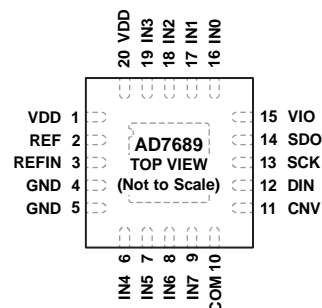 20 VDD
19 IN3
18 IN2
17 IN1
16 IN0
VDD 1
REF 2
REFIN 3
GND 4
GND 5
AD7689
TOP VIEW
(Not to Scale)
15 VIO
14 SDO
13 SCK
12 DIN
11 CNV
IN4 6
IN5 7
IN6 8
IN7 9
COM 10